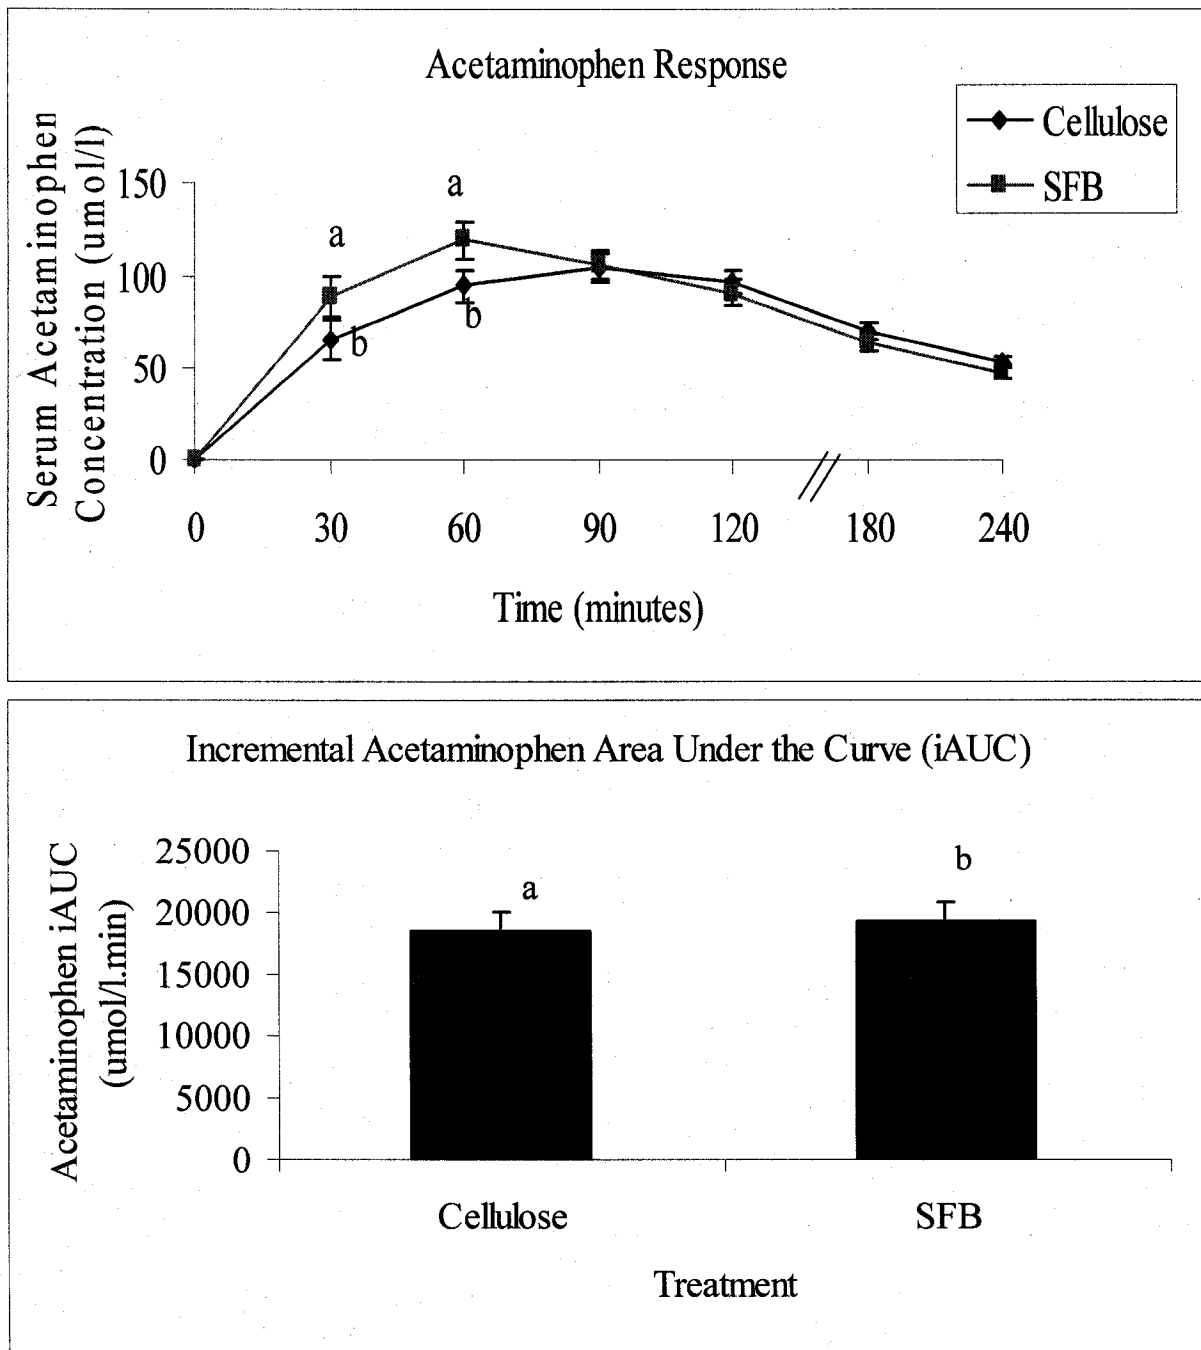 Acetaminophen Response
Cellulose
SFB
Serum Acetaminophen
Concentration (umol/l)
150
100
50
0
a
a
b
b
0 30 60 90 120 180 240
Time (minutes)
Incremental Acetaminophen Area Under the Curve (iAUC)
Acetaminophen iAUC
(umol/l.min)
25000
20000
15000
10000
5000
0
a
b
Cellulose SFB
Treatment